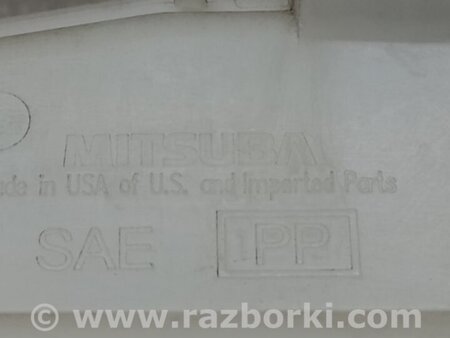 MITSUBA
ade in USA of U.S. and Imported Parts
SAE 1PP
© www.razborki.com